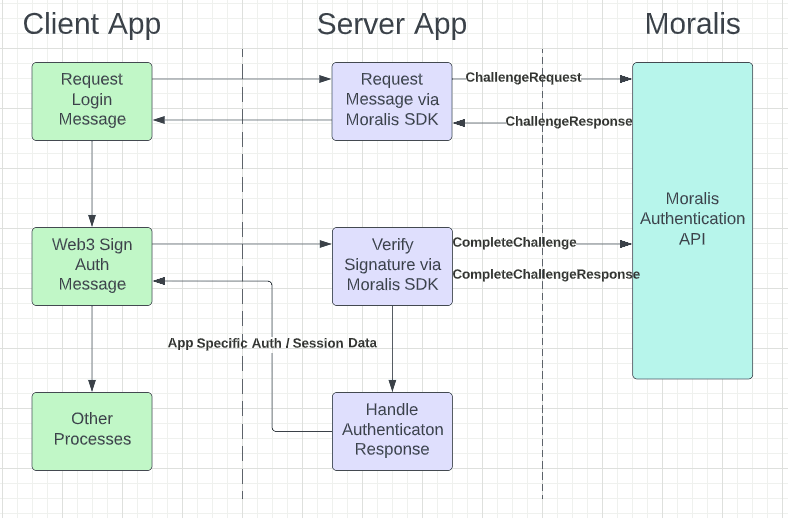 Client App
Server App
Moralis
Request
Login
Message
Request
Message via
Moralis SDK
ChallengeRequest
ChallengeResponse
Moralis
Authentication
API
Web3 Sign
Auth
Message
Verify
Signature via
Moralis SDK
CompleteChallenge
CompleteChallengeResponse
App Specific Auth / Session Data
Other
Processes
Handle
Authenticaton
Response